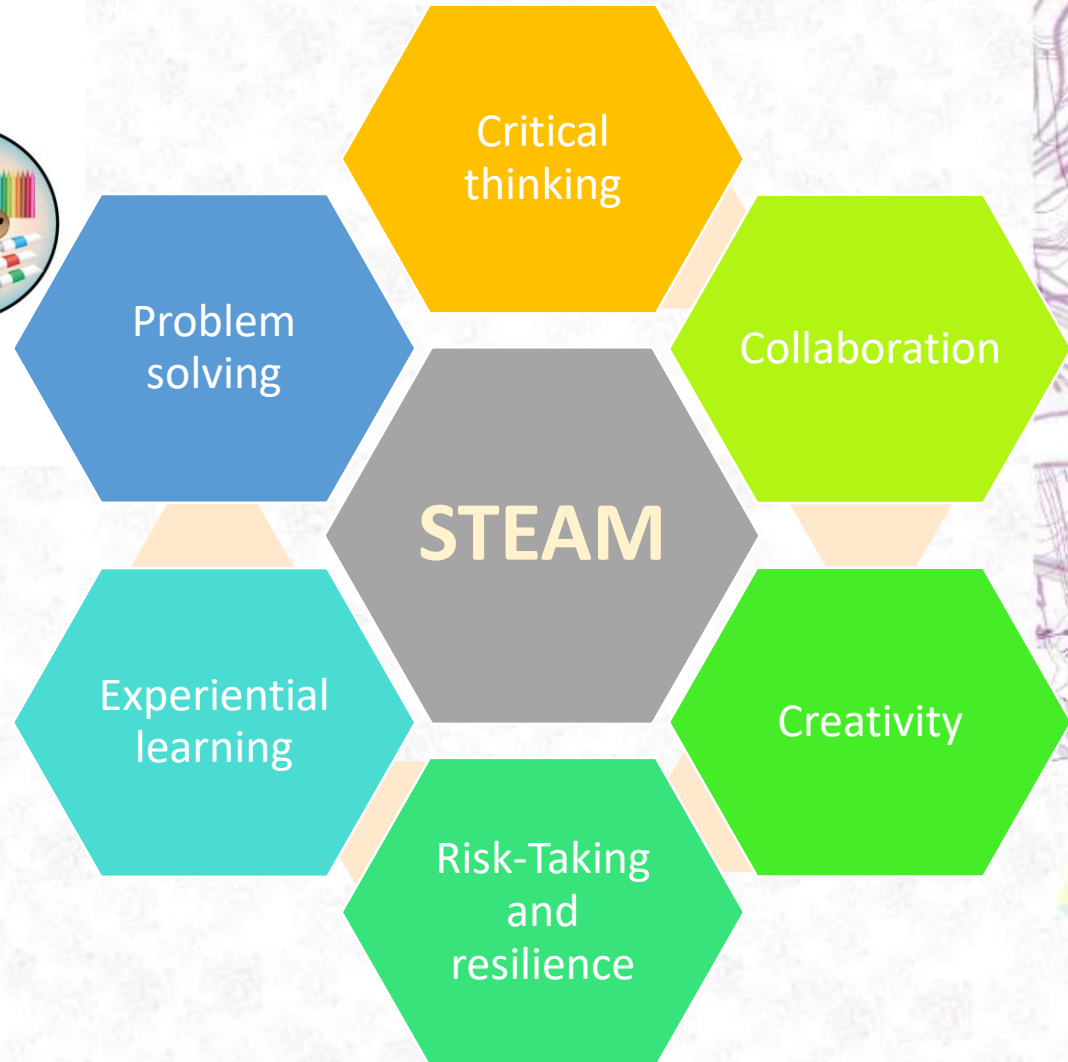 Critical
thinking
Problem
solving
Collaboration
STEAM
Experiential
learning
Creativity
Risk-Taking
and
resilience